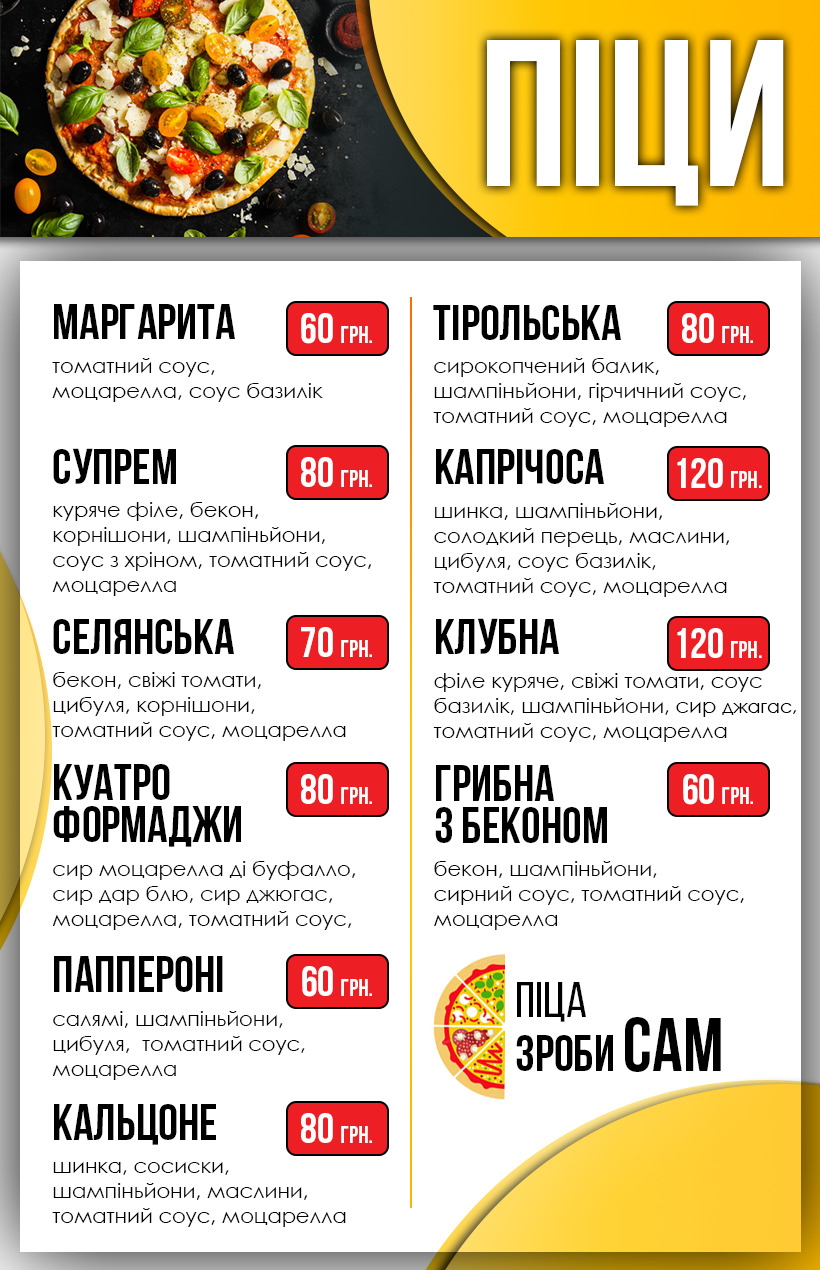 ПІЦИ
МАРГАРИТА
60 ГРН.
томатний соус,
моцарелла, соус базилік
СУПРЕМ
80 ГРН.
куряче філе, бекон,
корнішони, шампіньйони,
соус з хріном, томатний соус,
моцарелла
СЕЛЯНСЬКА
70 ГРН.
бекон, свіжі томати,
цибуля, корнішони,
томатний соус, моцарелла
КУАТРО
ФОРМАДЖИ
80 ГРН.
сир моцарелла ді буфалло,
сир дар блю, сир джюгас,
моцарелла, томатний соус,
ПАППЕРОНІ
60 ГРН.
салямі, шампіньйони,
цибуля, томатний соус,
моцарелла
КАЛЬЦОНЕ
80 ГРН.
шинка, сосиски,
шампіньйони, маслини,
томатний соус, моцарелла
ТІРОЛЬСЬКА
80 ГРН.
сирокопчений балик,
шампіньйони, гірчичний соус,
томатний соус, моцарелла
КАПРІЧОСА
120 ГРН.
шинка, шампіньйони,
солодкий перець, маслини,
цибуля, соус базилік,
томатний соус, моцарелла
КЛУБНА
120 ГРН.
філе куряче, свіжі томати, соус
базилік, шампіньйони, сир джагас,
томатний соус, моцарелла
ГРИБНА
З БЕКОНОМ
60 ГРН.
бекон, шампіньйони,
сирний соус, томатний соус,
моцарелла
ПІЦА
ЗРОБИ САМ